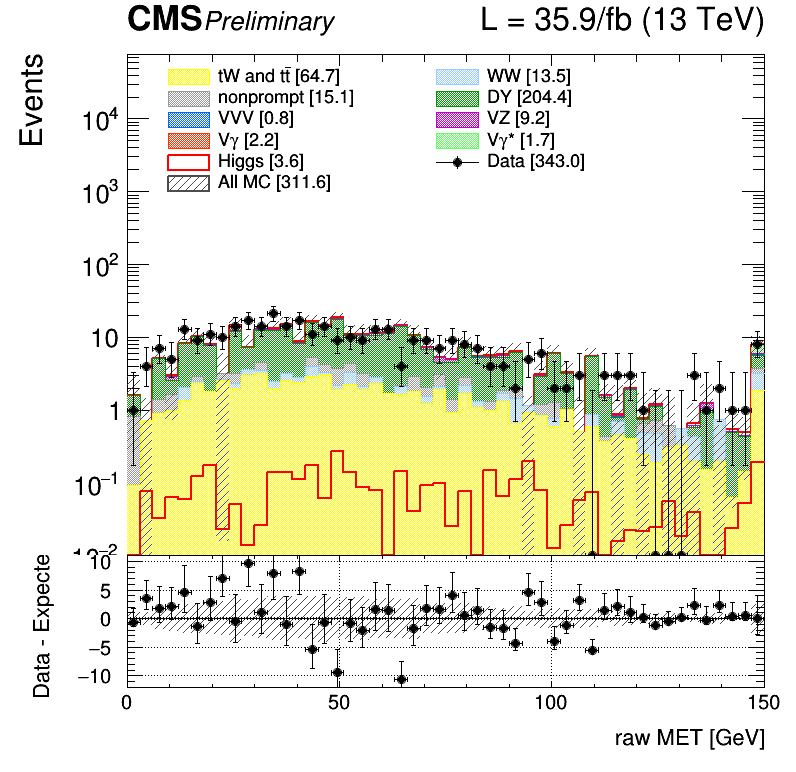 CMS Preliminary L = 35.9/fb (13 TeV)
Events
tW and tt̄ [64.7] WW [13.5]
nonprompt [15.1] DY [204.4]
VVV [0.8] VZ [9.2]
Vγ [2.2] Vγ* [1.7]
Higgs [3.6] Data [343.0]
All MC [311.6]
10⁴
10³
10²
10
1
10⁻¹
10⁻²
Data - Expecte
10
5
0
−5
−10
0 50 100 150
raw MET [GeV]